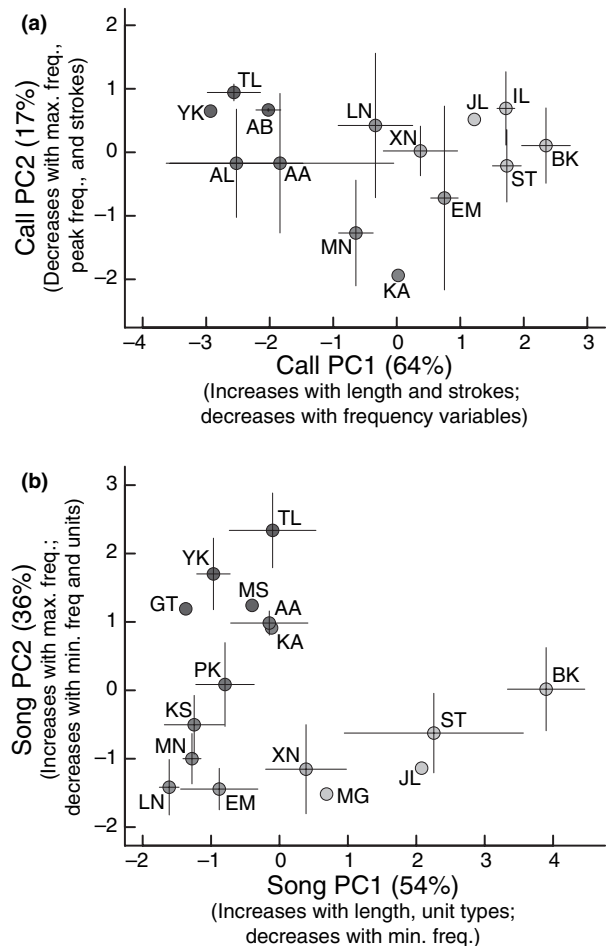 (a)
Call PC2 (17%)
(Decreases with max. freq.,
peak freq., and strokes)
2
1
0
−1
−2
TL
YK
AB
AL
AA
LN
XN
MN
KA
EM
JL
IL
ST
BK
−4
−3
−2
−1
0
1
2
3
Call PC1 (64%)
(Increases with length and strokes;
decreases with frequency variables)
(b)
Song PC2 (36%)
(Increases with max. freq.;
decreases with min. freq and units)
3
2
1
0
−1
−2
TL
YK
MS
GT
AA
KA
PK
BK
KS
ST
MN
XN
JL
LN
EM
MG
−2
−1
0
1
2
3
4
Song PC1 (54%)
(Increases with length, unit types;
decreases with min. freq.)